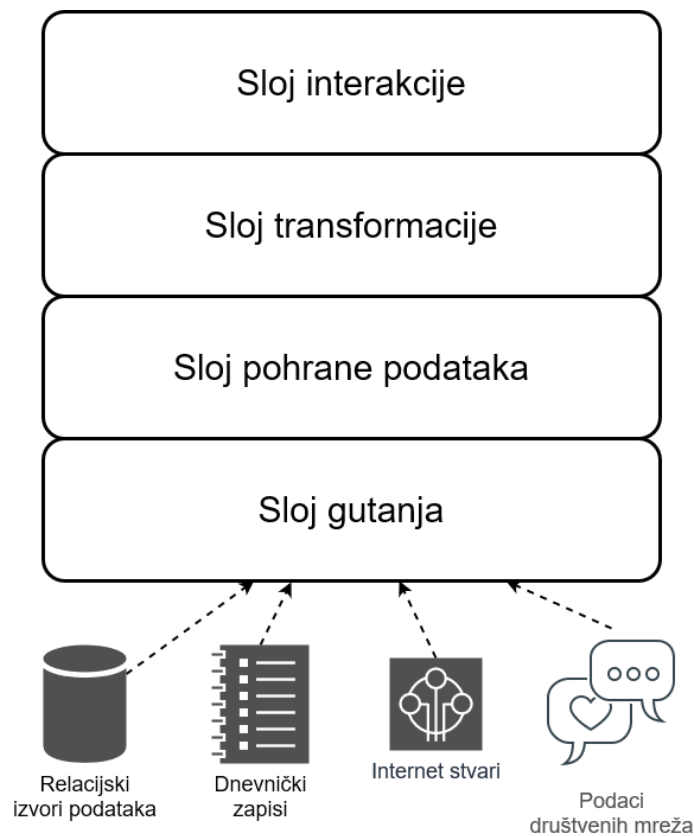 Sloj interakcije
Sloj transformacije
Sloj pohrane podataka
Sloj gutanja
Relacijski
izvori podataka
Dnevnički
zapisi
Internet stvari
Podaci
društvenih mreža